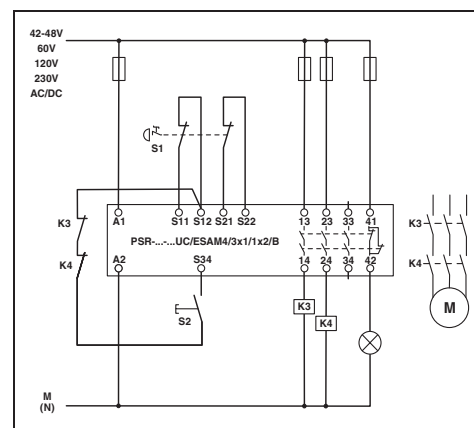 42-48V
60V
120V
230V
AC/DC
S1
A1 S11 S12 S21 S22 13 23 33 41
K3
PSR-...-...UC/ESAM4/3x1/1x2/B
K3
K4
K4
A2 S34 14 24 34 42
K3
M
K4
S2
M
(N)